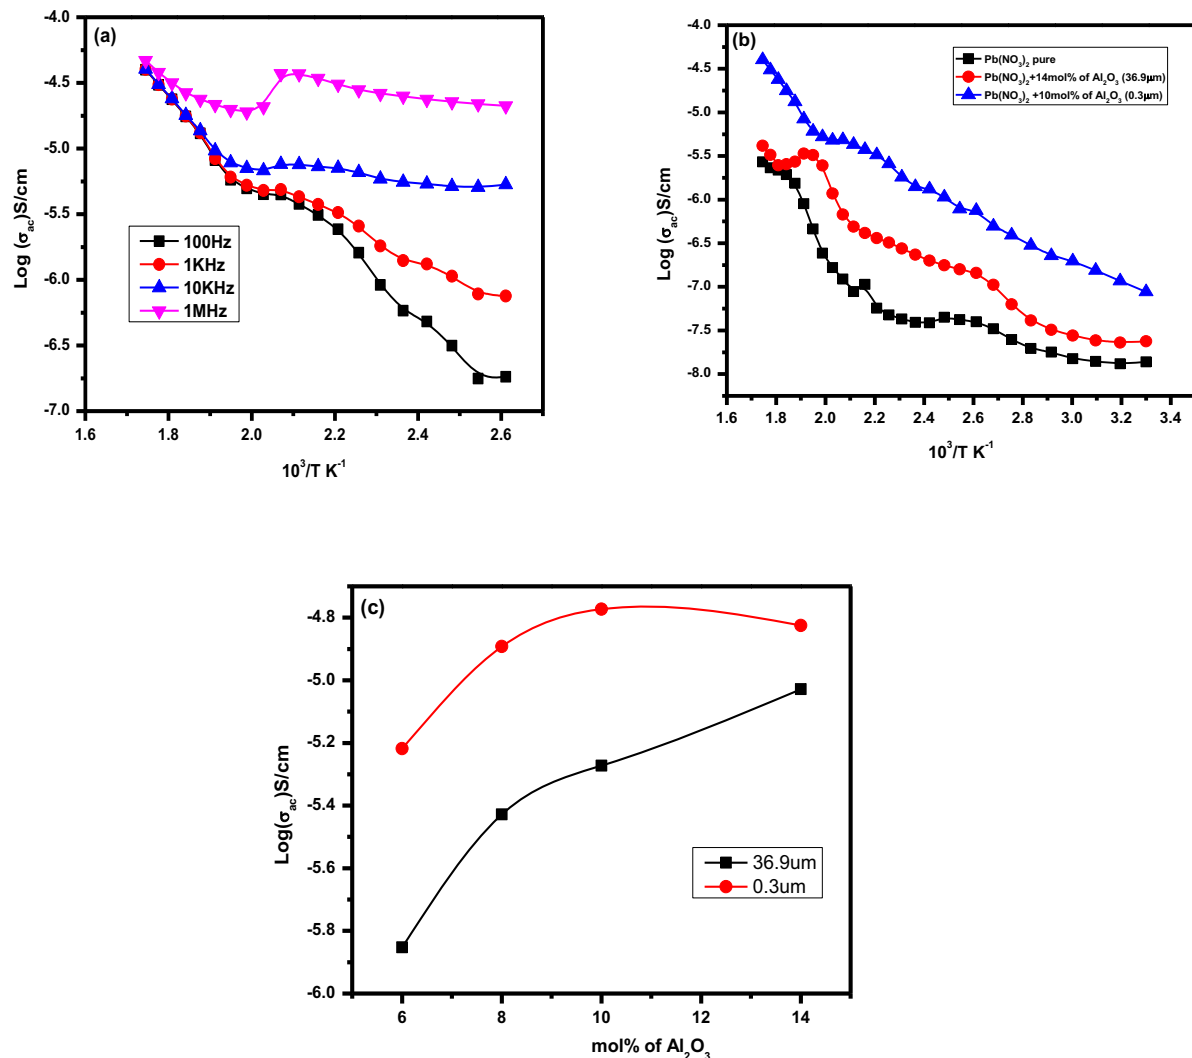 (a)
-4.0
-4.5
-5.0
-5.5
-6.0
-6.5
-7.0
Log (σac)S/cm
100Hz
1KHz
10KHz
1MHz
1.6 1.8 2.0 2.2 2.4 2.6
10³/T K⁻¹
(b)
-4.0
-4.5
-5.0
-5.5
-6.0
-6.5
-7.0
-7.5
-8.0
Log (σac)S/cm
Pb(NO₃)₂ pure
Pb(NO₃)₂+14mol% of Al₂O₃ (36.9μm)
Pb(NO₃)₂ +10mol% of Al₂O₃ (0.3μm)
1.6 1.8 2.0 2.2 2.4 2.6 2.8 3.0 3.2 3.4
10³/T K⁻¹
(c)
-4.8
-5.0
-5.2
-5.4
-5.6
-5.8
-6.0
Log(σac)S/cm
36.9um
0.3um
6 8 10 12 14
mol% of Al₂O₃